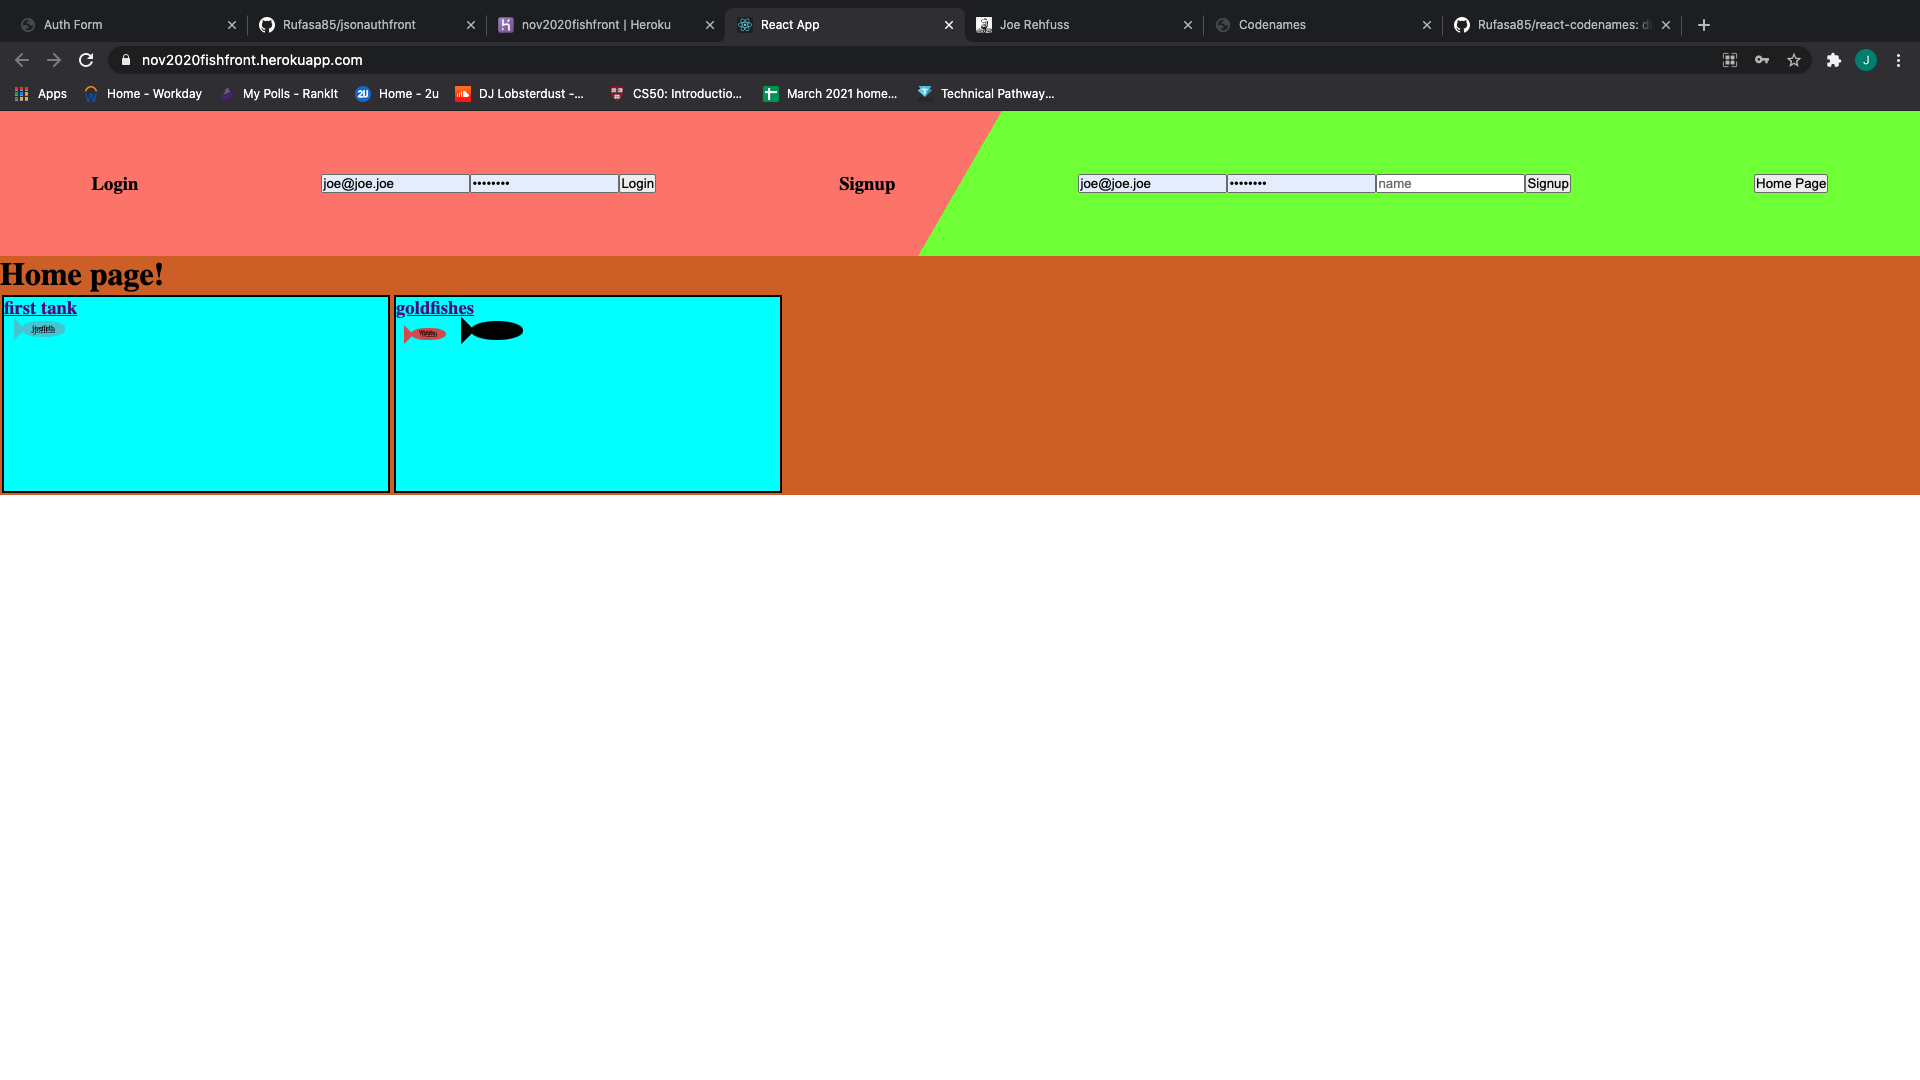 Auth Form
Rufasa85/jsonauthfront
nov2020fishfront | Heroku
React App
Joe Rehfuss
Codenames
Rufasa85/react-codenames: d
nov2020fishfront.herokuapp.com
J
Apps
Home - Workday
My Polls - RankIt
2U Home - 2u
DJ Lobsterdust -...
CS50: Introductio...
March 2021 home...
Technical Pathway...
Login
joe@joe.joe
••••••••
Login
Signup
joe@joe.joe
••••••••
name
Signup
Home Page
Home page!
first tank
goldfishes